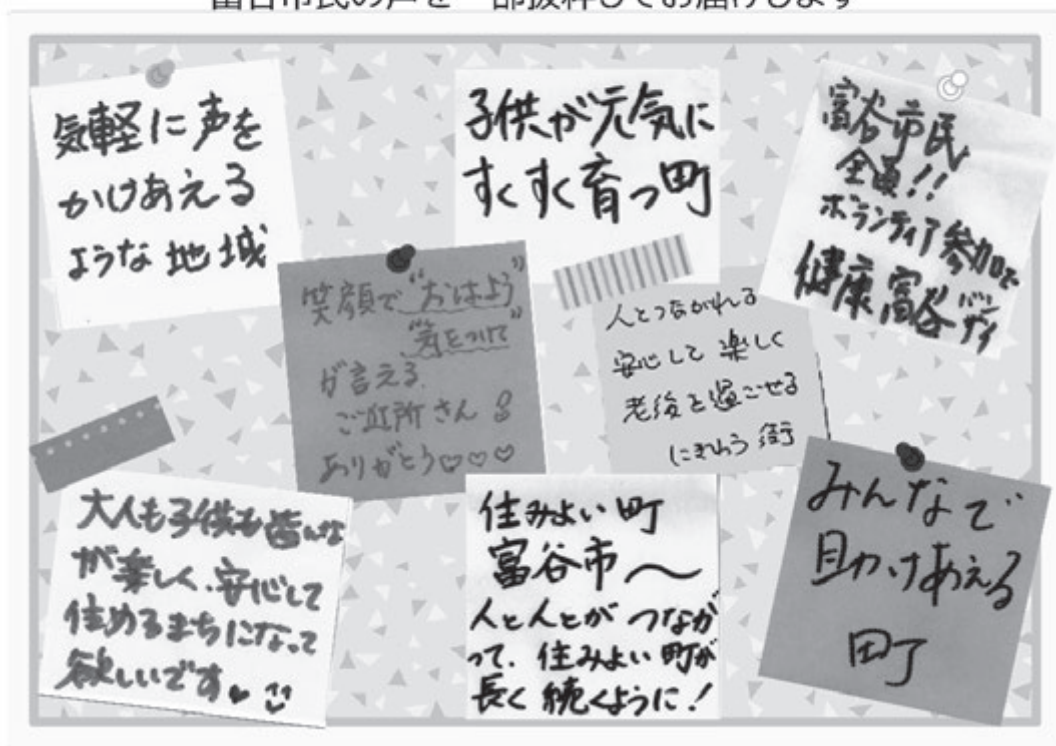 富谷市民の声を一部抜粋してお届けします
気軽に声を
かけあえる
ような地域
子供が元気に
すくすく育つ町
富谷市民
全員!!
ボランティア参加で
健康富谷バンザイ
笑顔で“おはよう”
“気をつけて”
が言える
ご近所さん
ありがとう♡♡♡
人とつながれる
安心して楽しく
老後を過ごせる
にぎわう街
大人も子供も皆んな
が楽しく、安心して
住めるまちになって
欲しいです♥
住みよい町
富谷市〜
人と人とがつながが
って、住みよい町が
長く続くように!
みんなで
助けあえる
町